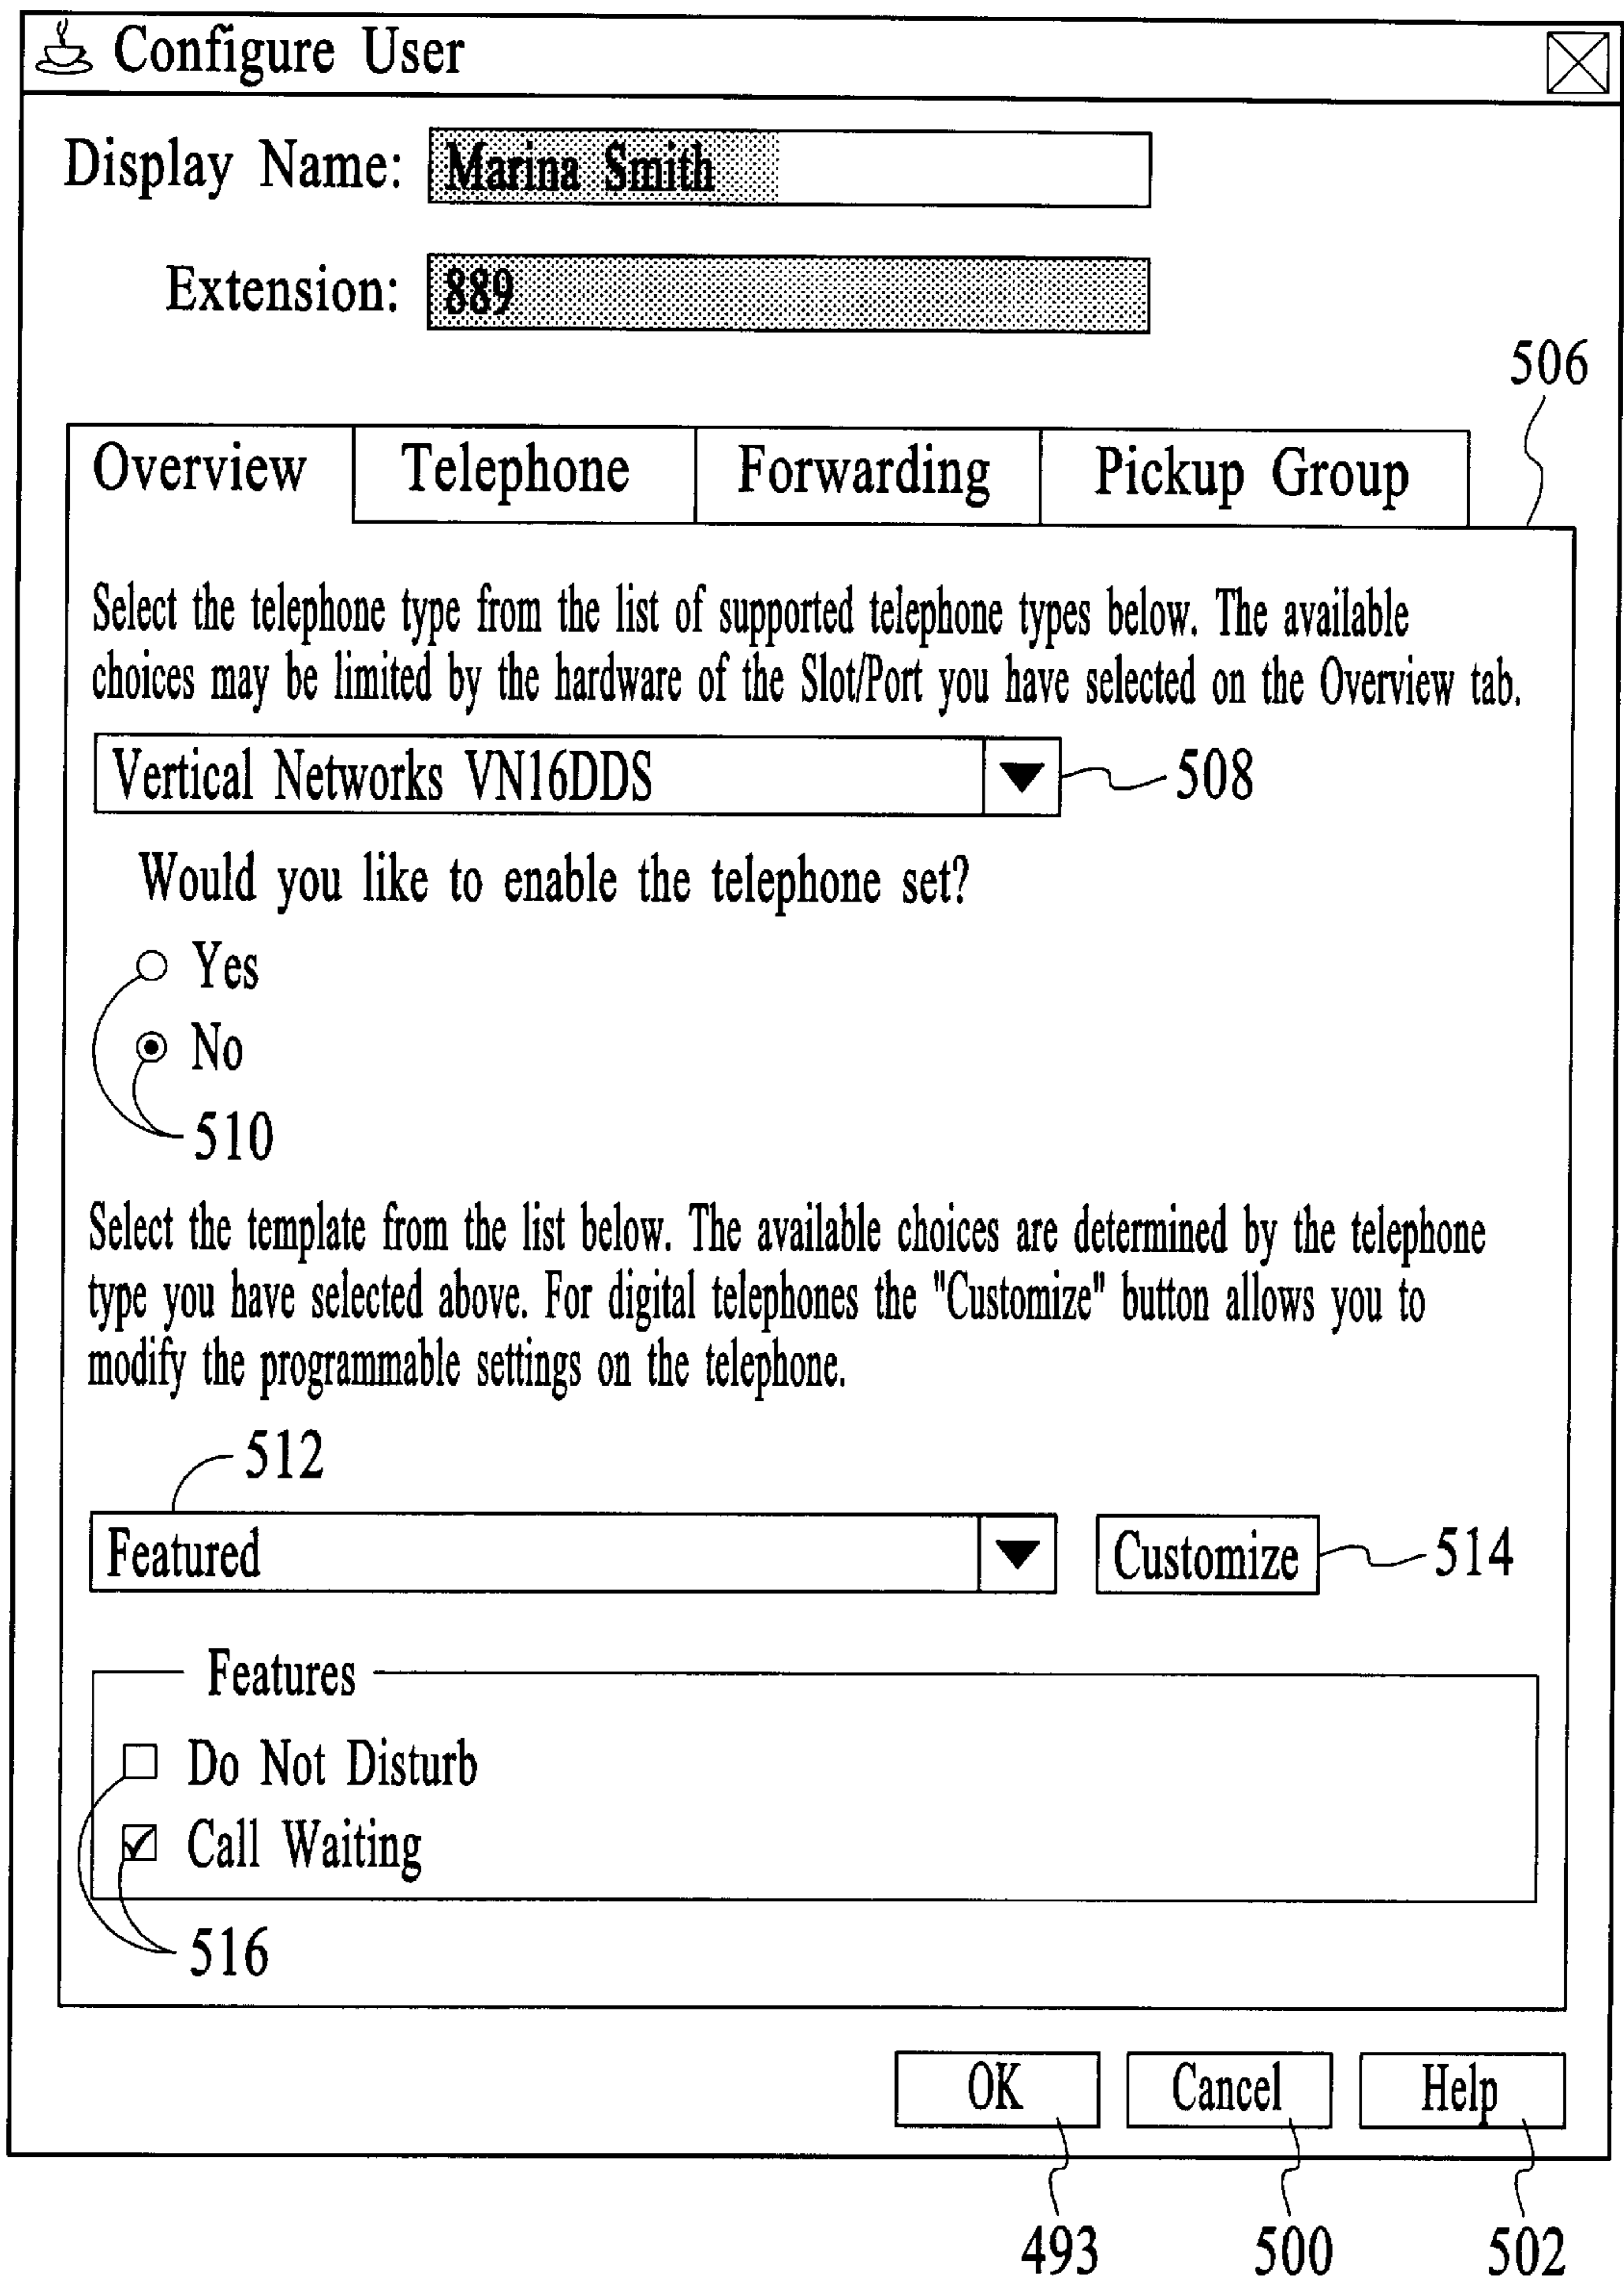 Configure User
Display Name: Marina Smith
Extension: 889
506
Overview Telephone Forwarding Pickup Group
Select the telephone type from the list of supported telephone types below. The available
choices may be limited by the hardware of the Slot/Port you have selected on the Overview tab.
Vertical Networks VN16DDS 508
Would you like to enable the telephone set?
Yes
No
510
Select the template from the list below. The available choices are determined by the telephone
type you have selected above. For digital telephones the "Customize" button allows you to
modify the programmable settings on the telephone.
512
Featured Customize 514
Features
Do Not Disturb
Call Waiting
516
OK Cancel Help
493 500 502